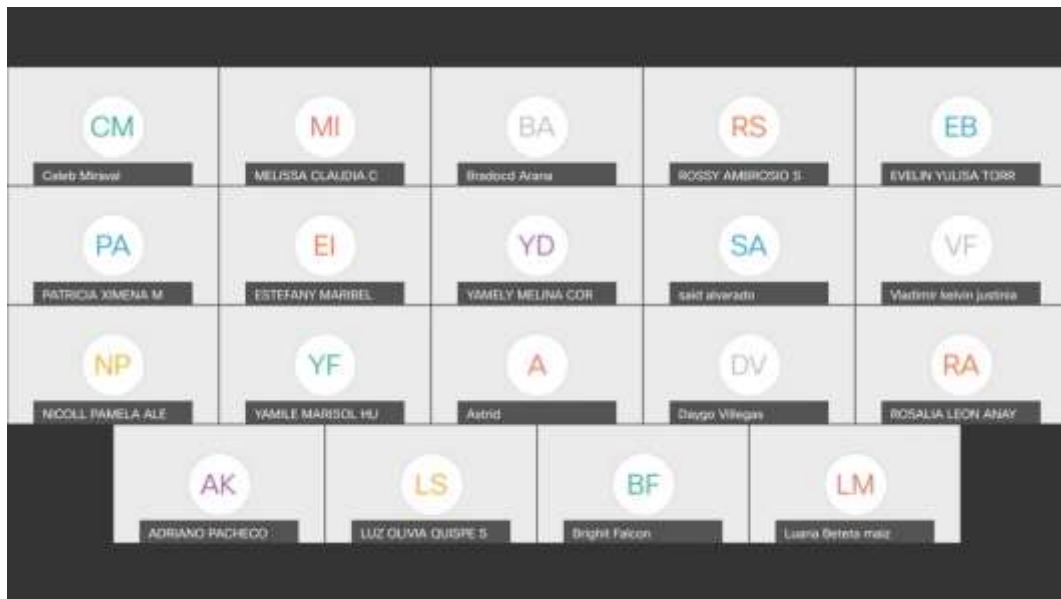 CM
Caleb Miraval
MI
MELISSA CLAUDIA C
BA
Bradocd Arana
RS
ROSSY AMBROSIO S
EB
EVELIN YULISA TORR
PA
PATRICIA XIMENA M
EI
ESTEFANY MARIBEL
YD
YAMELY MELINA COR
SA
said alvarado
VF
Vladimir kelvin justinia
NP
NICOLL PAMELA ALE
YF
YAMILE MARISOL HU
A
Astrid
DV
Daygo Villegas
RA
ROSALIA LEON ANAY
AK
ADRIANO PACHECO
LS
LUZ OLIVIA QUISPE S
BF
Brighit Falcon
LM
Luana Beteta maiz